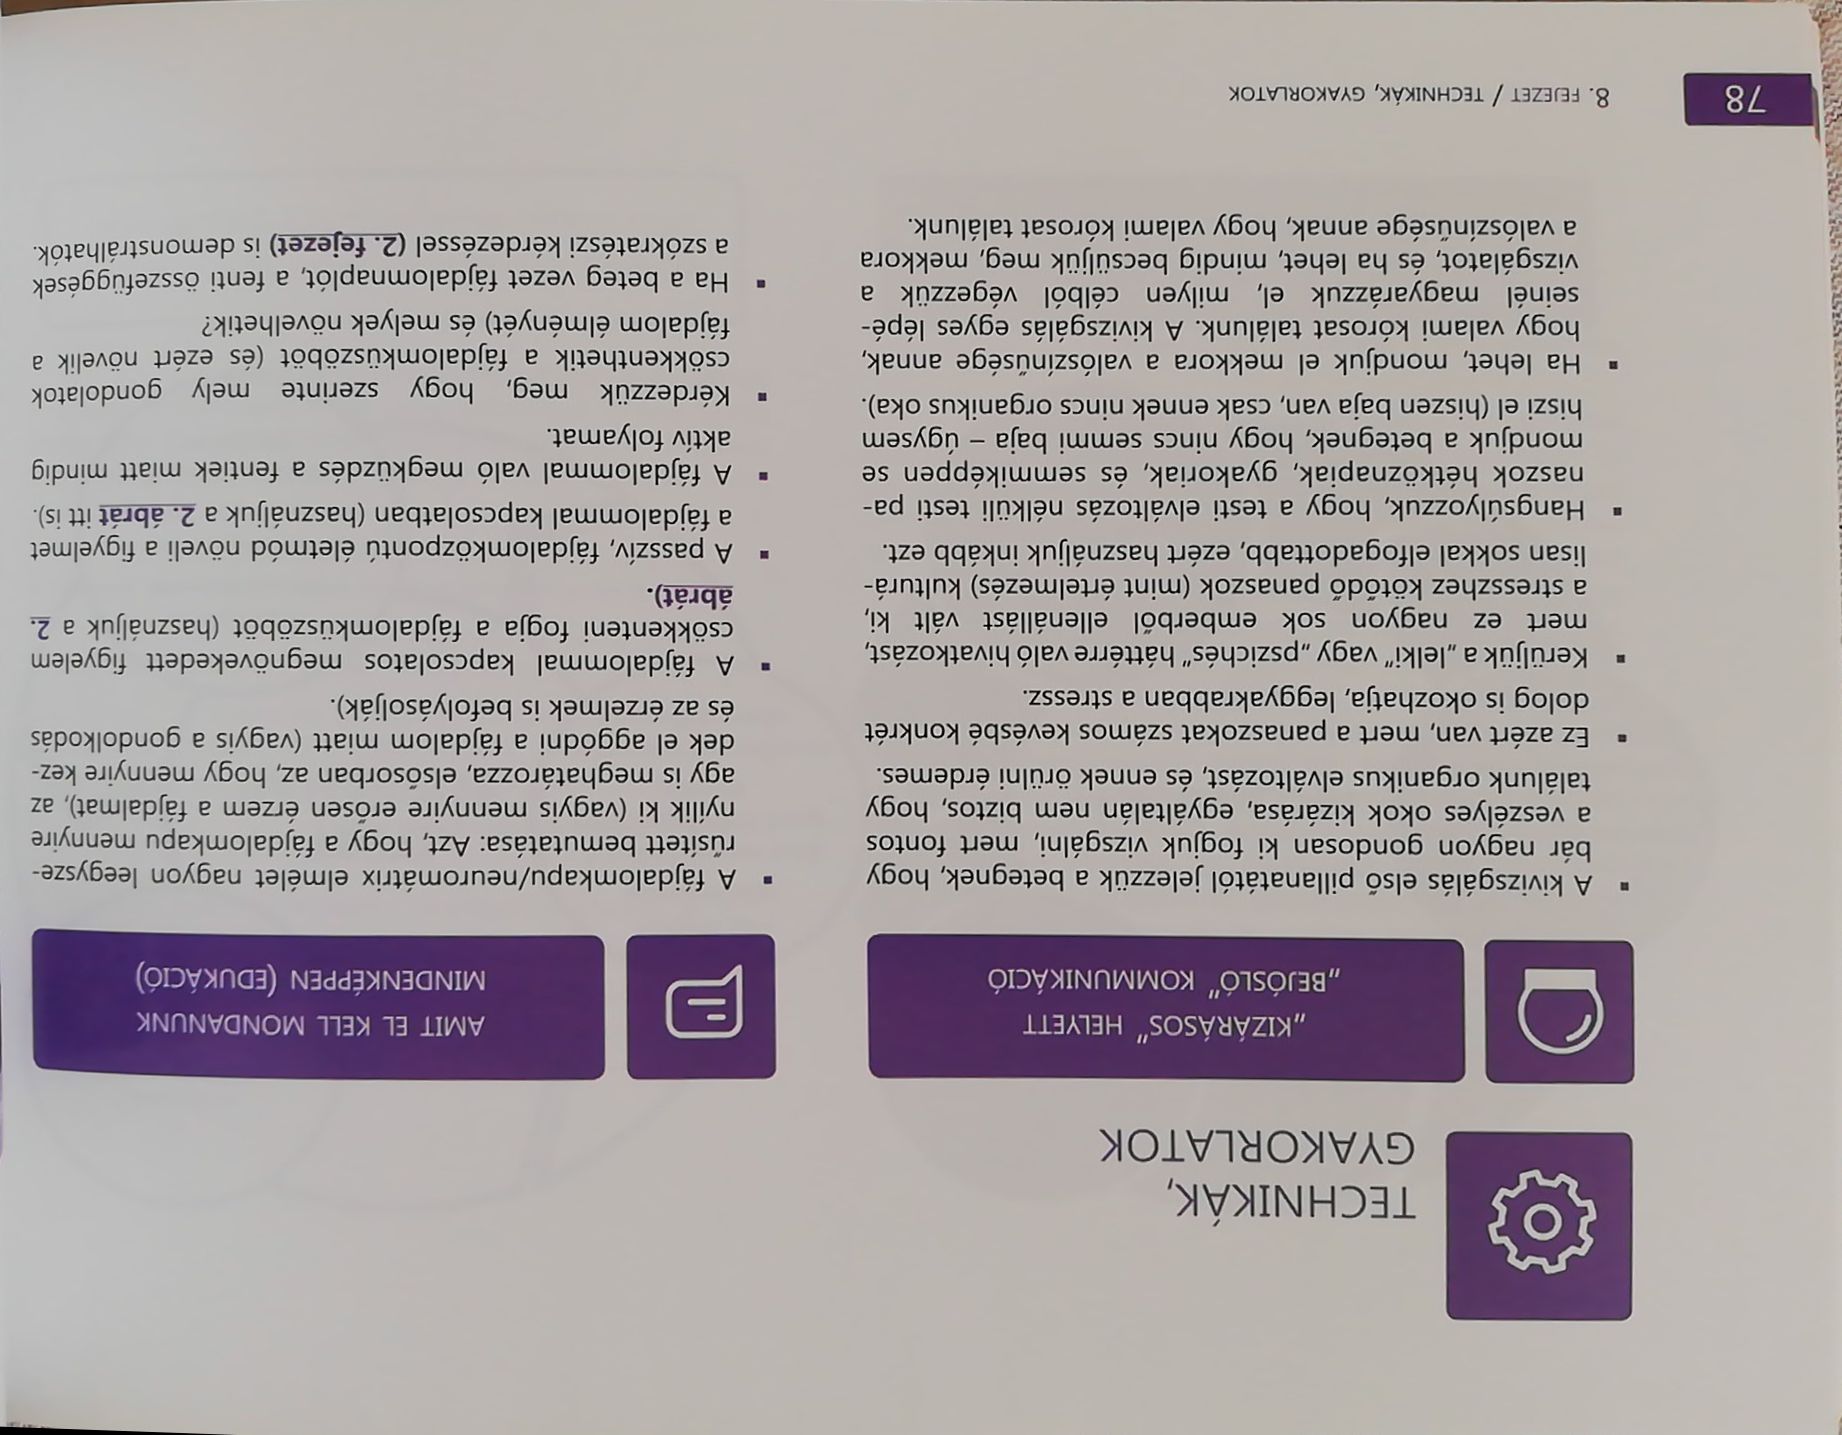 TECHNIKÁK,
GYAKORLATOK
„KIZÁRÁSOS” HELYETT
„BEJÓSLÓ” KOMMUNIKÁCIÓ
▪ A kivizsgálás első pillanatától jelezzük a betegnek, hogy
bár nagyon gondosan ki fogjuk vizsgálni, mert fontos
a veszélyes okok kizárása, egyáltalán nem biztos, hogy
találunk organikus elváltozást, és ennek örülni érdemes.
▪ Ez azért van, mert a panaszokat számos kevésbé konkrét
dolog is okozhatja, leggyakrabban a stressz.
▪ Kerüljük a „lelki” vagy „pszichés” háttérre való hivatkozást,
mert ez nagyon sok emberből ellenállást vált ki,
a stresszhez kötődő panaszok (mint értelmezés) kulturá-
lisan sokkal elfogadottabb, ezért használjuk inkább ezt.
▪ Hangsúlyozzuk, hogy a testi elváltozás nélküli testi pa-
naszok hétköznapiak, gyakoriak, és semmiképpen se
mondjuk a betegnek, hogy nincs semmi baja – úgysem
hiszi el (hiszen baja van, csak ennek nincs organikus oka).
▪ Ha lehet, mondjuk el mekkora a valószínűsége annak,
hogy valami kórosat találunk. A kivizsgálás egyes lépé-
seinél magyarázzuk el, milyen célból végezzük a
vizsgálatot, és ha lehet, mindig becsüljük meg, mekkora
a valószínűsége annak, hogy valami kórosat találunk.
AMIT EL KELL MONDANUNK
MINDENKÉPPEN (EDUKÁCIÓ)
▪ A fájdalomkapu/neuromátrix elmélet nagyon leegysze-
rűsített bemutatása: Azt, hogy a fájdalomkapu mennyire
nyílik ki (vagyis mennyire erősen érzem a fájdalmat), az
agy is meghatározza, elsősorban az, hogy mennyire kez-
dek el aggódni a fájdalom miatt (vagyis a gondolkodás
és az érzelmek is befolyásolják).
▪ A fájdalommal kapcsolatos megnövekedett figyelem
csökkenteni fogja a fájdalomküszöböt (használjuk a 2.
ábrát).
▪ A passzív, fájdalomközpontú életmód növeli a figyelmet
a fájdalommal kapcsolatban (használjuk a 2. ábrát itt is).
▪ A fájdalommal való megküzdés a fentiek miatt mindig
aktív folyamat.
▪ Kérdezzük meg, hogy szerinte mely gondolatok
csökkenthetik a fájdalomküszöböt (és ezért növelik a
fájdalom élményét) és melyek növelhetik?
▪ Ha a beteg vezet fájdalomnaplót, a fenti összefüggések
a szókratészi kérdezéssel (2. fejezet) is demonstrálhatók.
78
8. FEJEZET / TECHNIKÁK, GYAKORLATOK